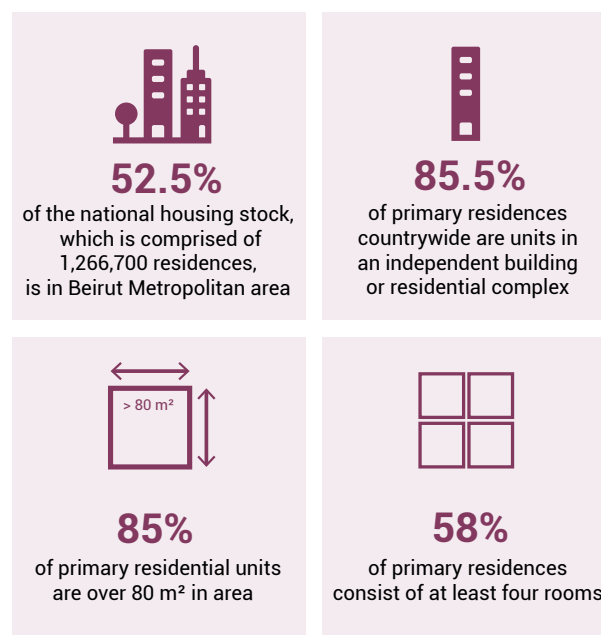 52.5%
of the national housing stock,
which is comprised of
1,266,700 residences,
is in Beirut Metropolitan area
85.5%
of primary residences
countrywide are units in
an independent building
or residential complex
> 80 m²
85%
of primary residential units
are over 80 m² in area
58%
of primary residences
consist of at least four rooms